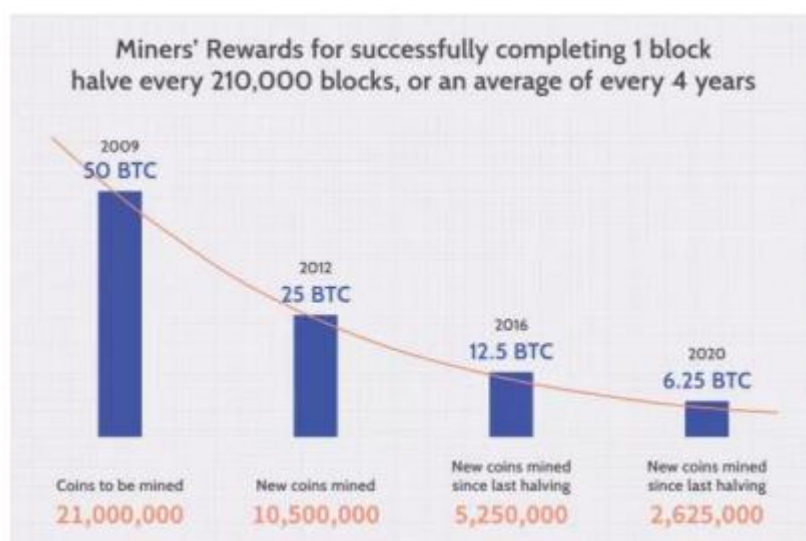 Miners' Rewards for successfully completing 1 block
halve every 210,000 blocks, or an average of every 4 years
2009
50 BTC
2012
25 BTC
2016
12.5 BTC
2020
6.25 BTC
Coins to be mined
21,000,000
New coins mined
10,500,000
New coins mined
since last halving
5,250,000
New coins mined
since last halving
2,625,000